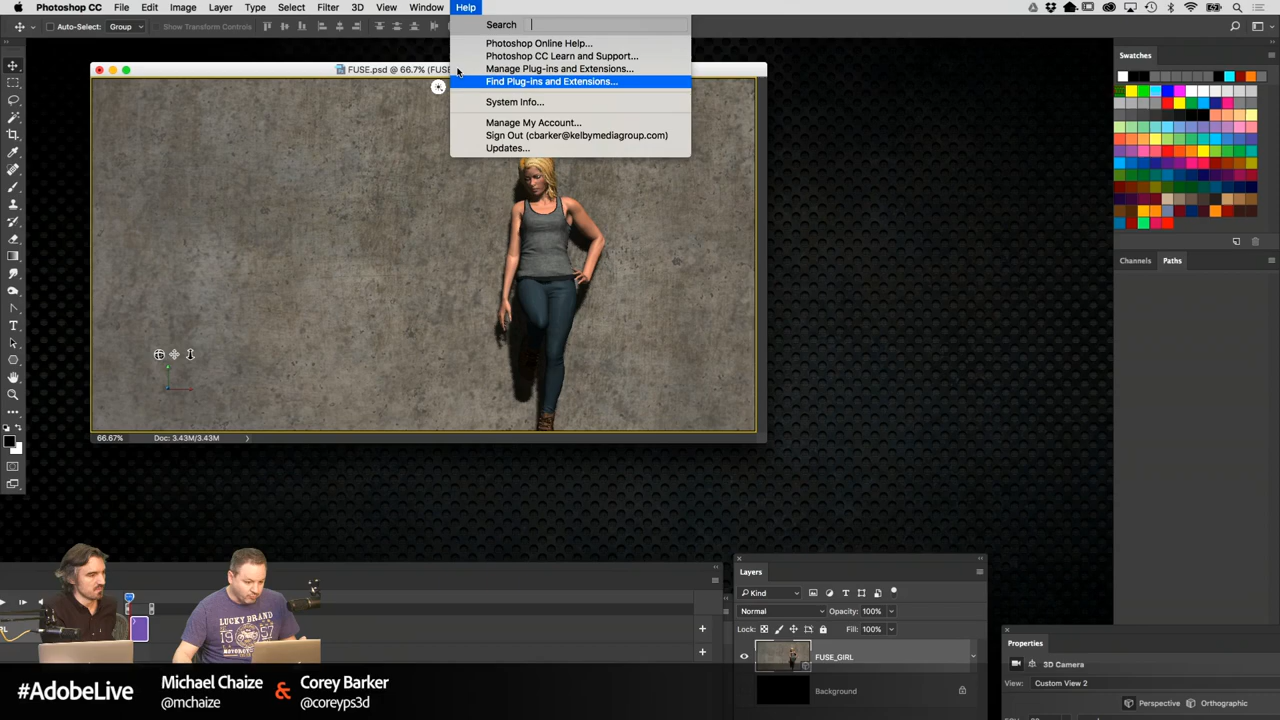 Photoshop CC File Edit Image Layer Type Select Filter 3D View Window Help
Auto-Select: Group Show Transform Controls
Search
Photoshop Online Help...
Photoshop CC Learn and Support...
Manage Plug-ins and Extensions...
Find Plug-ins and Extensions...
System Info...
Manage My Account...
Sign Out (cbarker@kelbymediagroup.com)
Updates...
FUSE.psd @ 66.7% (FUSE
Swatches
Channels Paths
66.67% Doc: 3.43M/3.43M
Layers
Kind
Normal Opacity: 100%
Lock: Fill: 100%
FUSE_GIRL
Background
Properties
3D Camera
View: Custom View 2
Perspective Orthographic
LUCKY BRAND
#AdobeLive
Michael Chaize & Corey Barker
@mchaize @coreyps3d